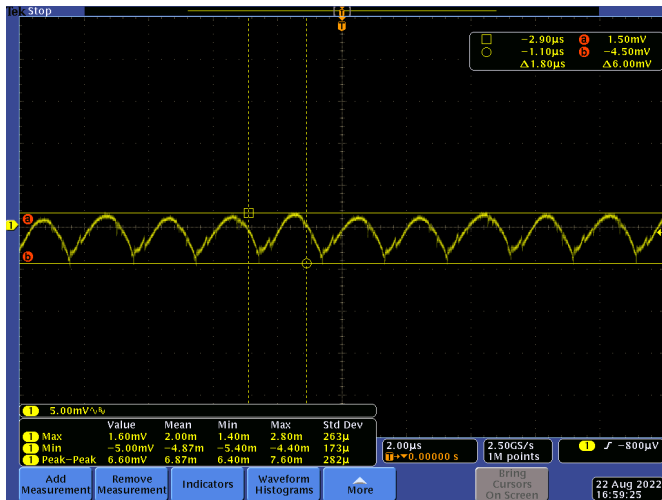 Tek Stop
T
T
−2.90µs a 1.50mV
−1.10µs b −4.50mV
Δ1.80µs Δ6.00mV
a
1
b
1 5.00mV
Value Mean Min Max Std Dev
1 Max 1.60mV 2.00m 1.40m 2.80m 263µ
1 Min −5.00mV −4.87m −5.40m −4.40m 173µ
1 Peak-Peak 6.60mV 6.87m 6.40m 7.60m 282µ
2.00µs 2.50GS/s 1 −800µV
T→▾0.00000 s 1M points
Add Measurement
Remove Measurement
Indicators
Waveform Histograms
More
Bring Cursors On Screen
22 Aug 2022
16:59:25